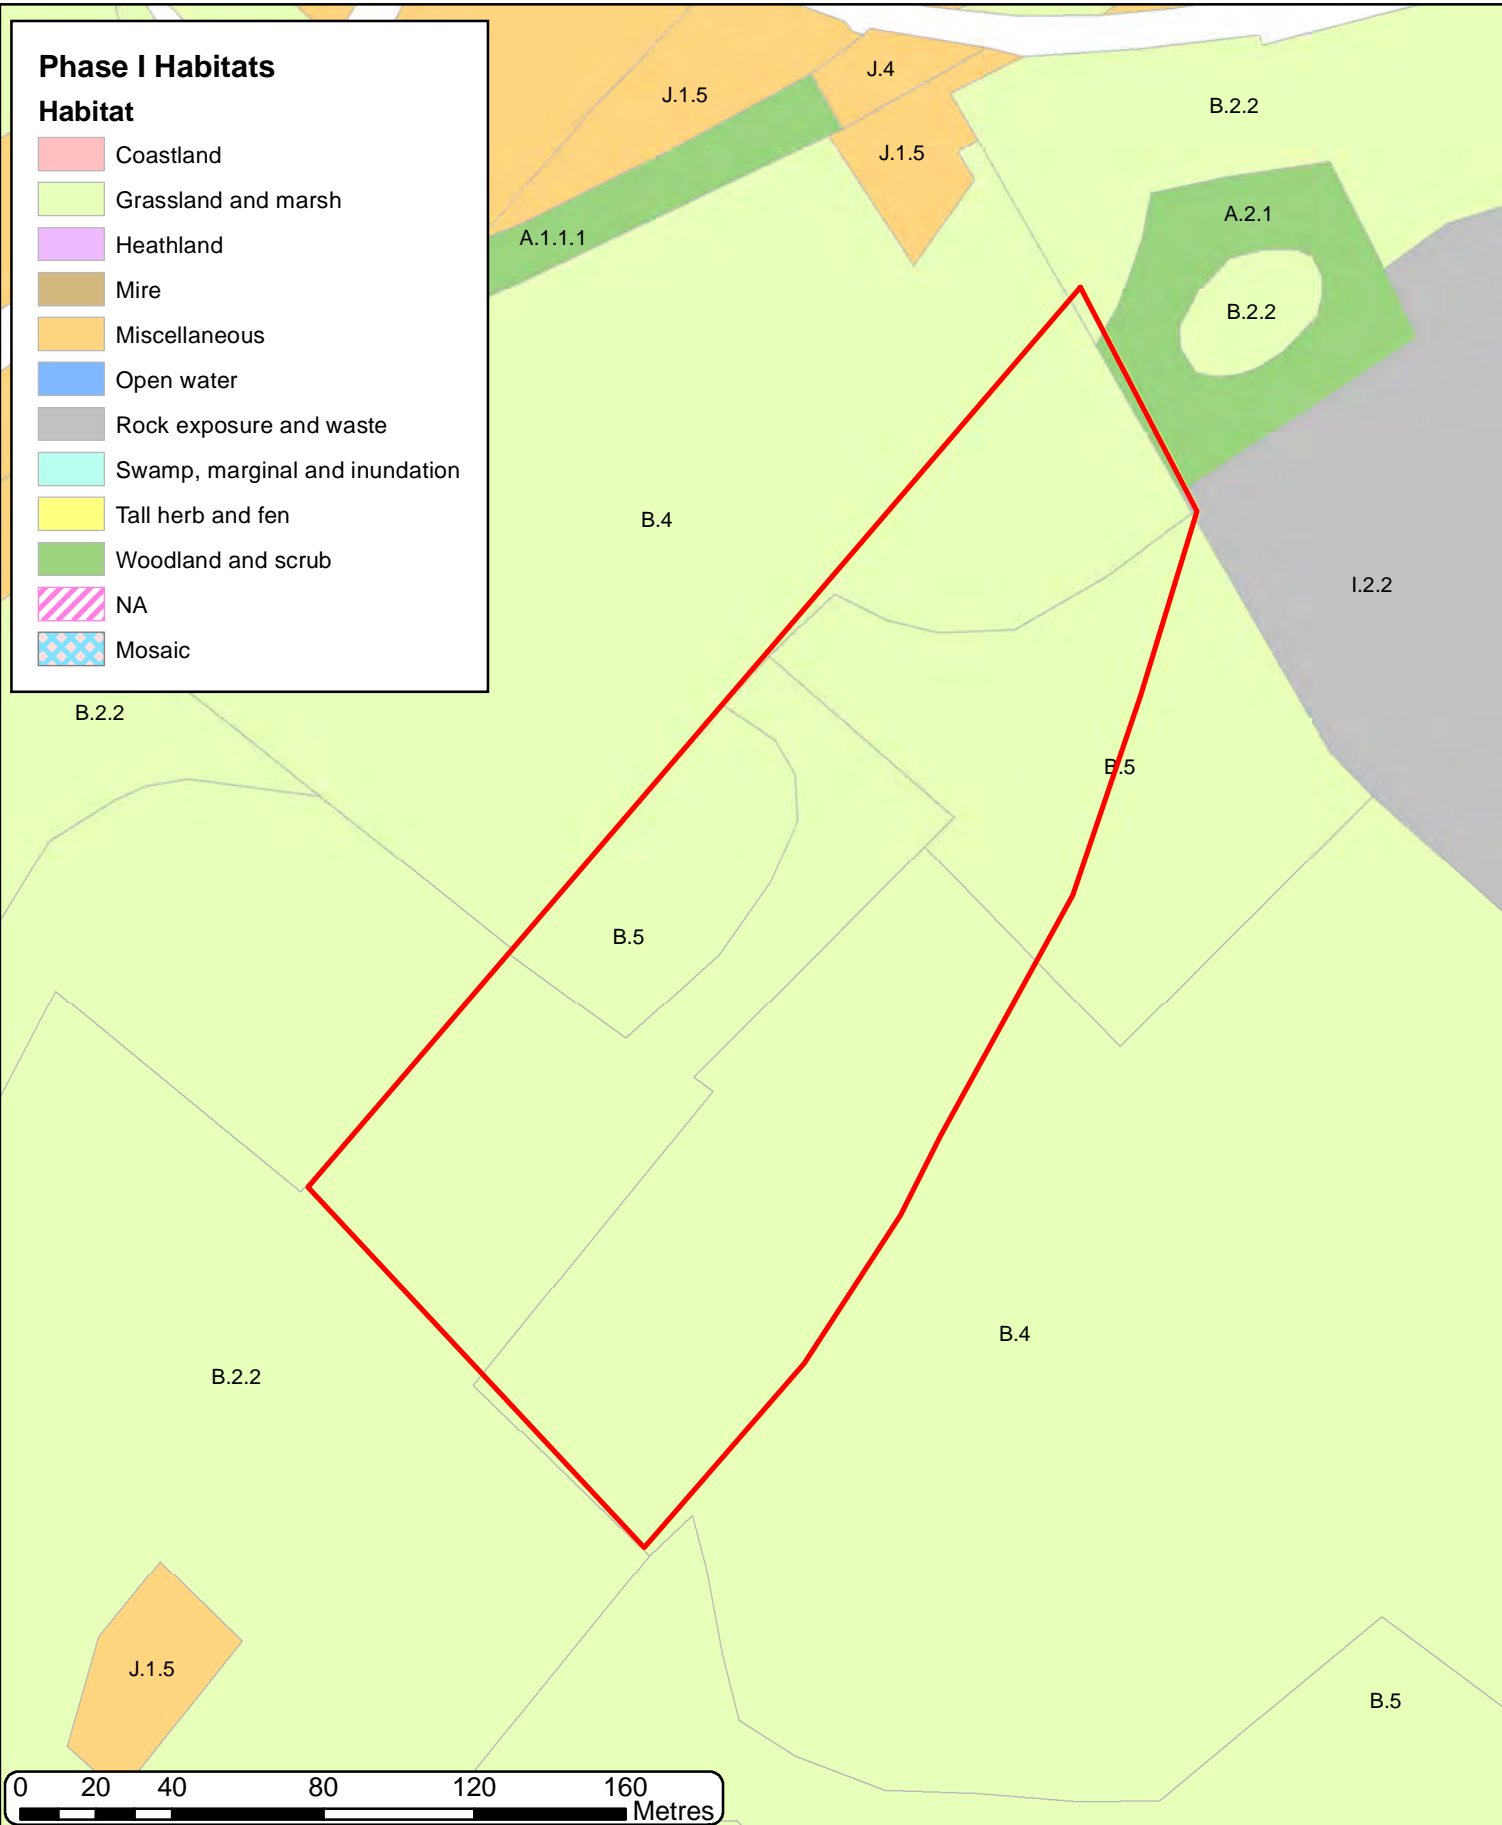 Phase I Habitats
Habitat
Coastland
Grassland and marsh
Heathland
Mire
Miscellaneous
Open water
Rock exposure and waste
Swamp, marginal and inundation
Tall herb and fen
Woodland and scrub
NA
Mosaic
J.4
J.1.5
B.2.2
J.1.5
A.2.1
A.1.1.1
B.2.2
B.4
I.2.2
B.2.2
B.5
B.5
B.4
B.2.2
J.1.5
B.5
0 20 40 80 120 160
Metres